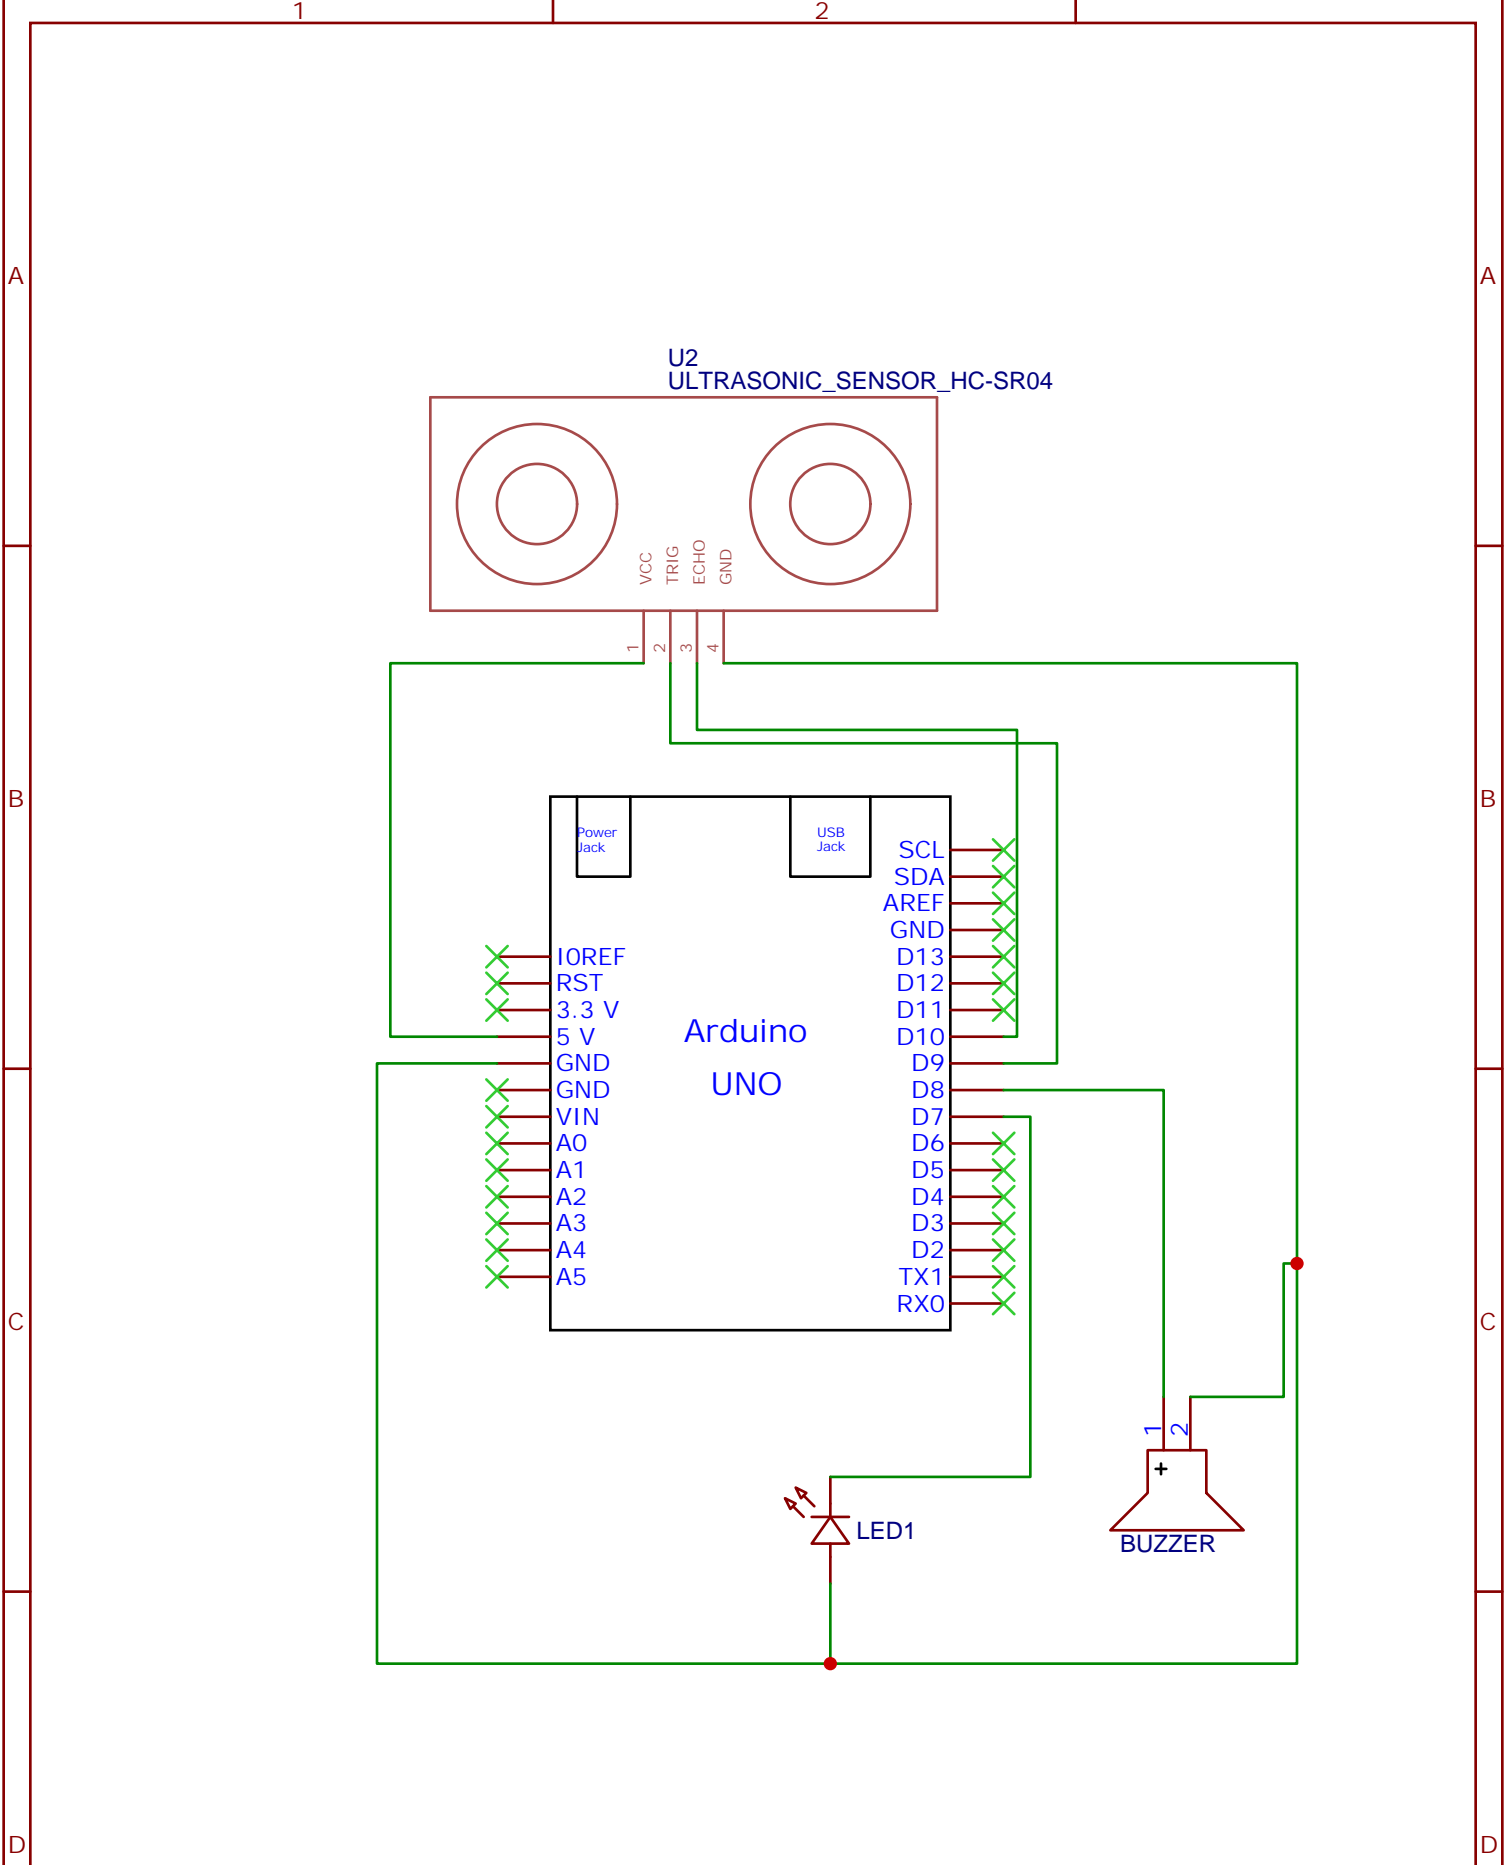 1
2
A
A
U2
ULTRASONIC_SENSOR_HC-SR04
VCC
TRIG
ECHO
GND
1
2
3
4
B
B
Power
Jack
USB
Jack
SCL
SDA
AREF
GND
D13
D12
D11
D10
D9
D8
D7
D6
D5
D4
D3
D2
TX1
RX0
I0REF
RST
3.3 V
5 V
GND
GND
VIN
A0
A1
A2
A3
A4
A5
Arduino
UNO
C
C
1
2
+
LED1
BUZZER
D
D